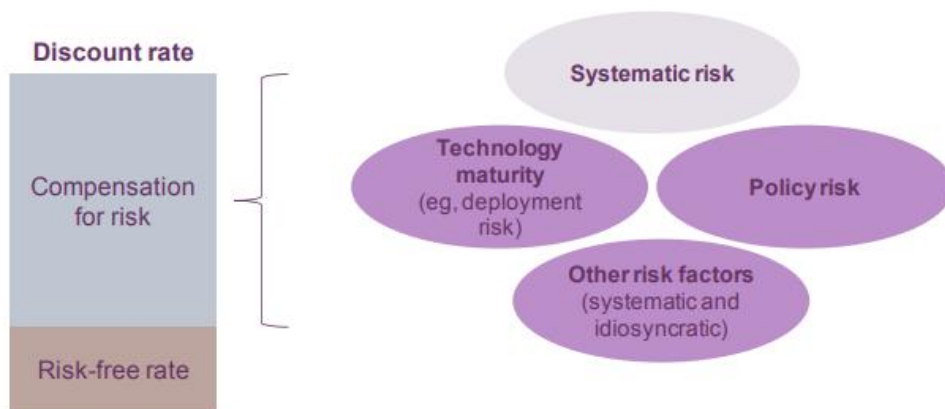 Discount rate
Compensation
for risk
Risk-free rate
Systematic risk
Technology
maturity
(eg, deployment
risk)
Policy risk
Other risk factors
(systematic and
idiosyncratic)